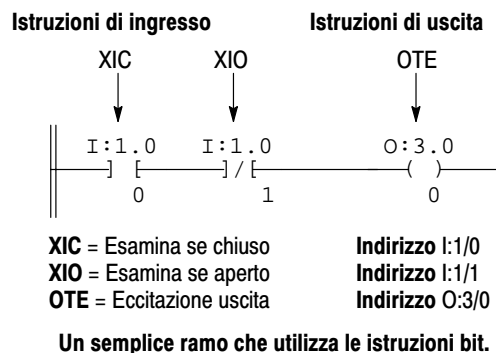 Istruzioni di ingresso Istruzioni di uscita
XIC XIO OTE
I:1.0 I:1.0 O:3.0
] [ ]/[ ( )
0 1 0
XIC = Esamina se chiuso Indirizzo I:1/0
XIO = Esamina se aperto Indirizzo I:1/1
OTE = Eccitazione uscita Indirizzo O:3/0
Un semplice ramo che utilizza le istruzioni bit.